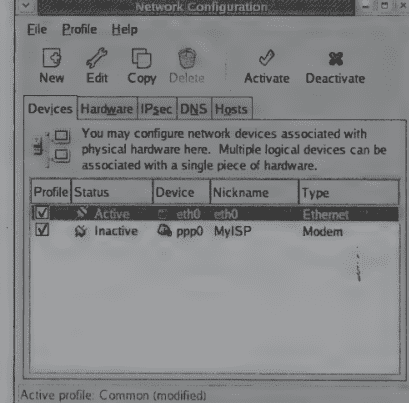 Network Configuration
File Profile Help
New Edit Copy Delete Activate Deactivate
Devices Hardware IPsec DNS Hosts
You may configure network devices associated with
physical hardware here. Multiple logical devices can be
associated with a single piece of hardware.
Profile Status Device Nickname Type
Active eth0 eth0 Ethernet
Inactive ppp0 MyISP Modem
Active profile: Common (modified)